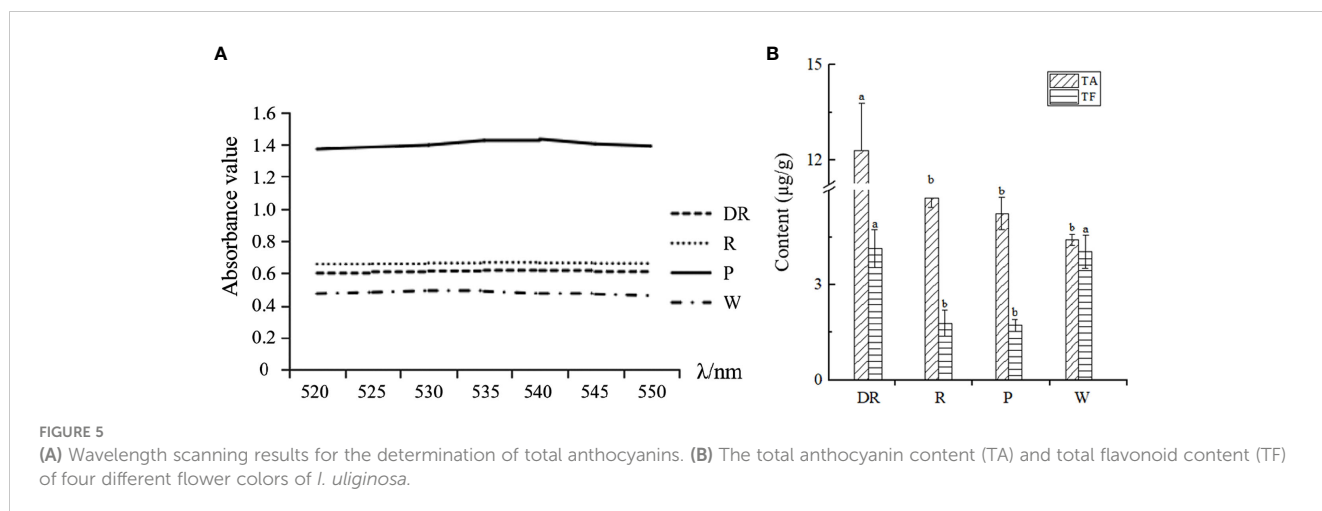 A
Absorbance value
1.6
1.4
1.2
1.0
0.8
0.6
0.4
0.2
0
520 525 530 535 540 545 550
λ/nm
DR
R
P
W
B
Content (μg/g)
15
12
3
0
TA
TF
a
a
b
b
b
b
b
a
DR R P W
FIGURE 5
(A) Wavelength scanning results for the determination of total anthocyanins. (B) The total anthocyanin content (TA) and total flavonoid content (TF)
of four different flower colors of I. uliginosa.